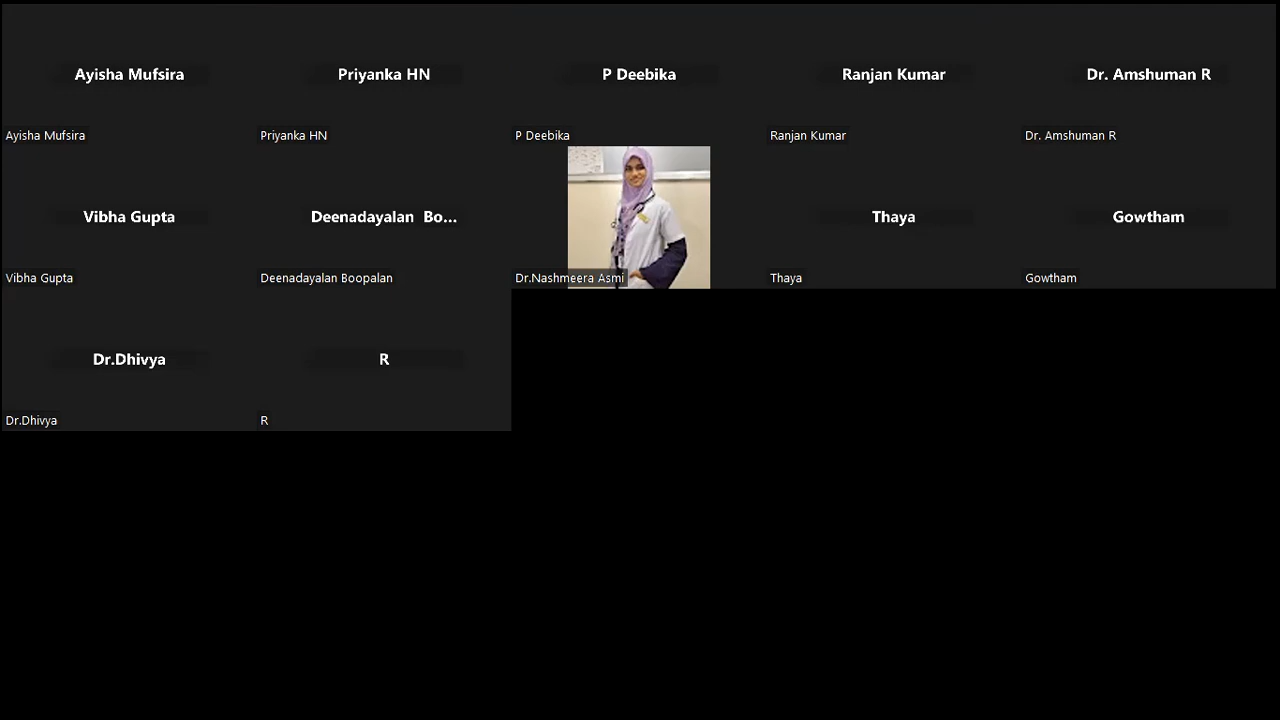 Ayisha Mufsira
Priyanka HN
P Deebika
Ranjan Kumar
Dr. Amshuman R
Ayisha Mufsira
Priyanka HN
P Deebika
Ranjan Kumar
Dr. Amshuman R
Vibha Gupta
Deenadayalan Bo...
Thaya
Gowtham
Vibha Gupta
Deenadayalan Boopalan
Dr.Nashmeera Asmi
Thaya
Gowtham
Dr.Dhivya
R
Dr.Dhivya
R